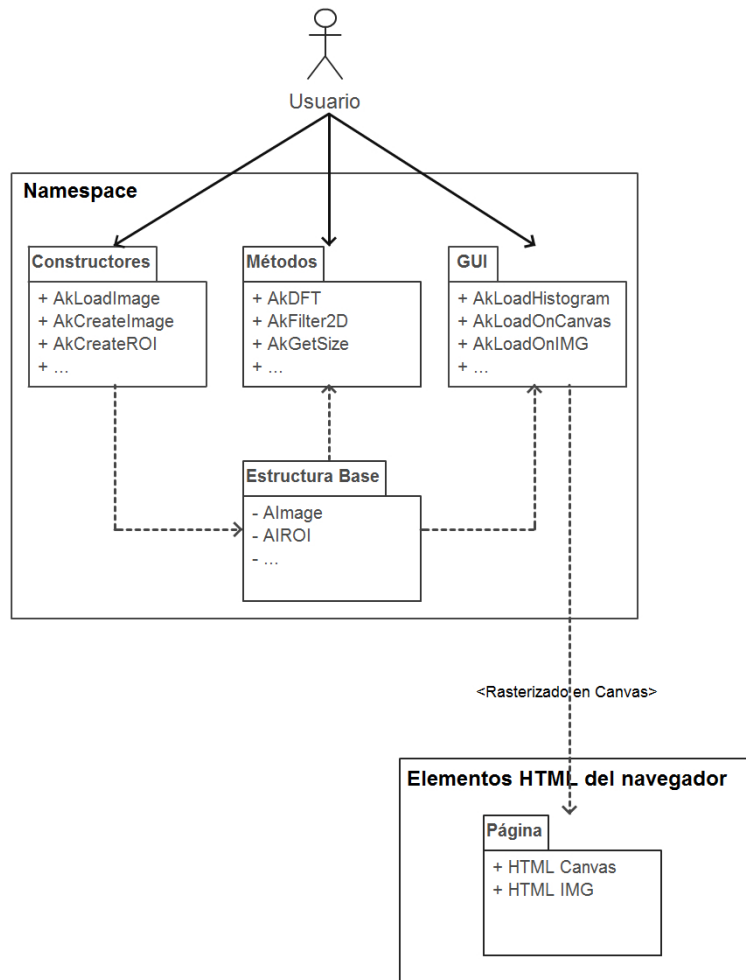 Usuario
Namespace
Constructores
+ AkLoadImage
+ AkCreateImage
+ AkCreateROI
+ ...
Métodos
+ AkDFT
+ AkFilter2D
+ AkGetSize
+ ...
GUI
+ AkLoadHistogram
+ AkLoadOnCanvas
+ AkLoadOnIMG
+ ...
Estructura Base
- AImage
- AIROI
- ...
<Rasterizado en Canvas>
Elementos HTML del navegador
Página
+ HTML Canvas
+ HTML IMG